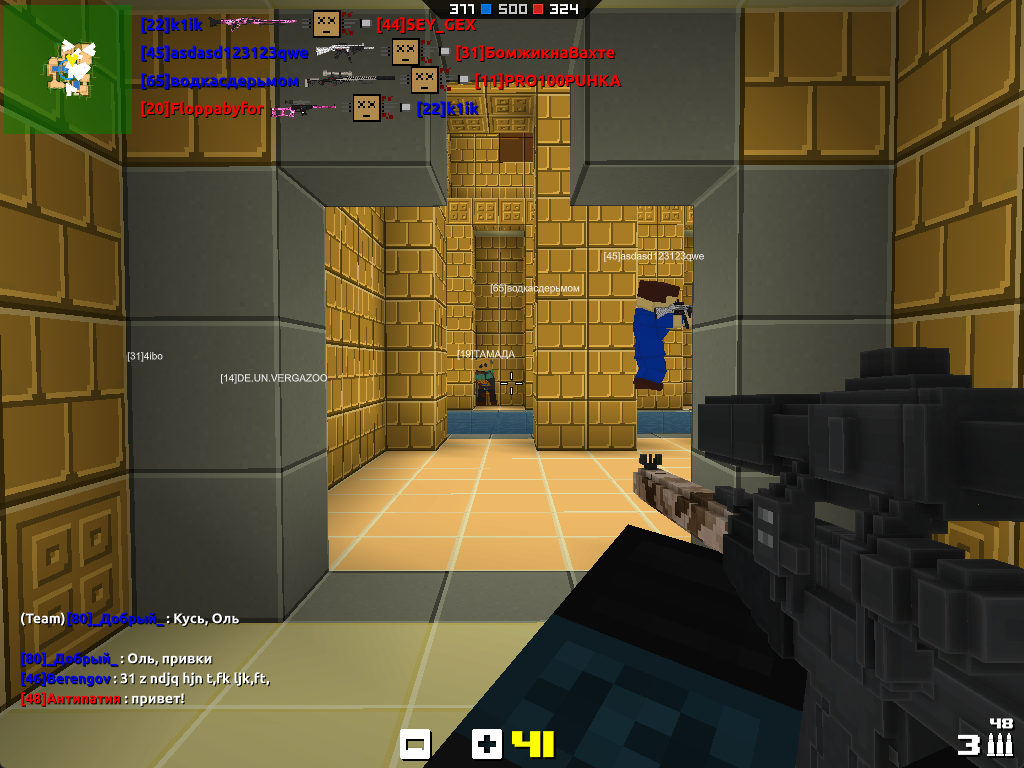 377 500 324
[22]k1ik [44]SEY_GEX
[45]asdasd123123qwe [31]БомжикнаВахте
[65]водкасдерьмом [11]PRO100PUHKA
[20]Floppabyfor [22]k1ik
[45]asdasd123123qwe
[65]водкасдерьмом
[19]TAMAДA
[31]4ibo
[14]DE.UN.VERGAZOO
(Team)[80]_Добрый_: Кусь, Оль
[80]_Добрый_: Оль, привки
[46]Berengov: 31 z ndjq hjn t,fk ljk,ft,
[48]Антипатия: привет!
41
48
3